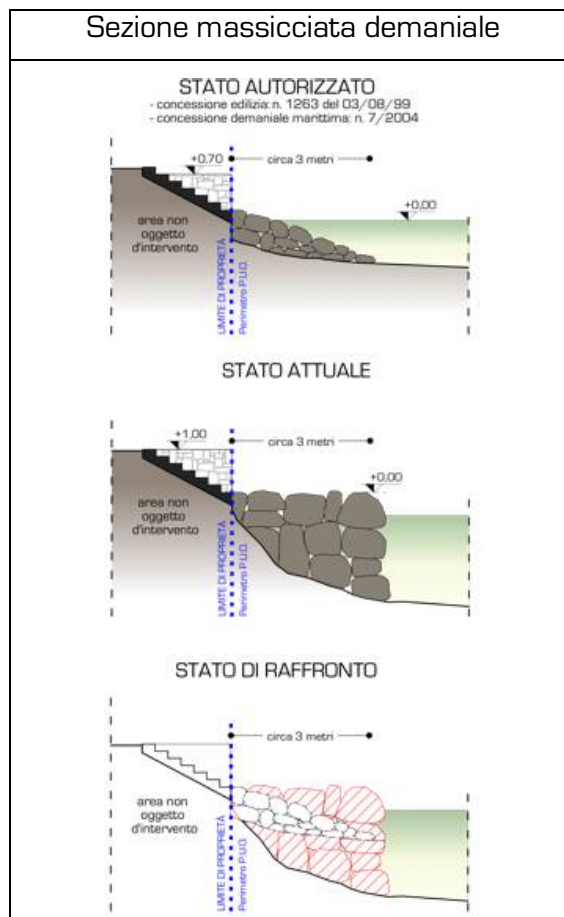 Sezione massicciata demaniale
STATO AUTORIZZATO
- concessione edilizia: n. 1263 del 03/08/99
- concessione demaniale marittima: n. 7/2004
+0,70
circa 3 metri
+0,00
area non
oggetto
d'intervento
LIMITE DI PROPRIETÀ
Perimetro P.U.O.
STATO ATTUALE
+1,00
circa 3 metri
+0,00
area non
oggetto
d'intervento
LIMITE DI PROPRIETÀ
Perimetro P.U.O.
STATO DI RAFFRONTO
circa 3 metri
area non
oggetto
d'intervento
LIMITE DI PROPRIETÀ
Perimetro P.U.O.